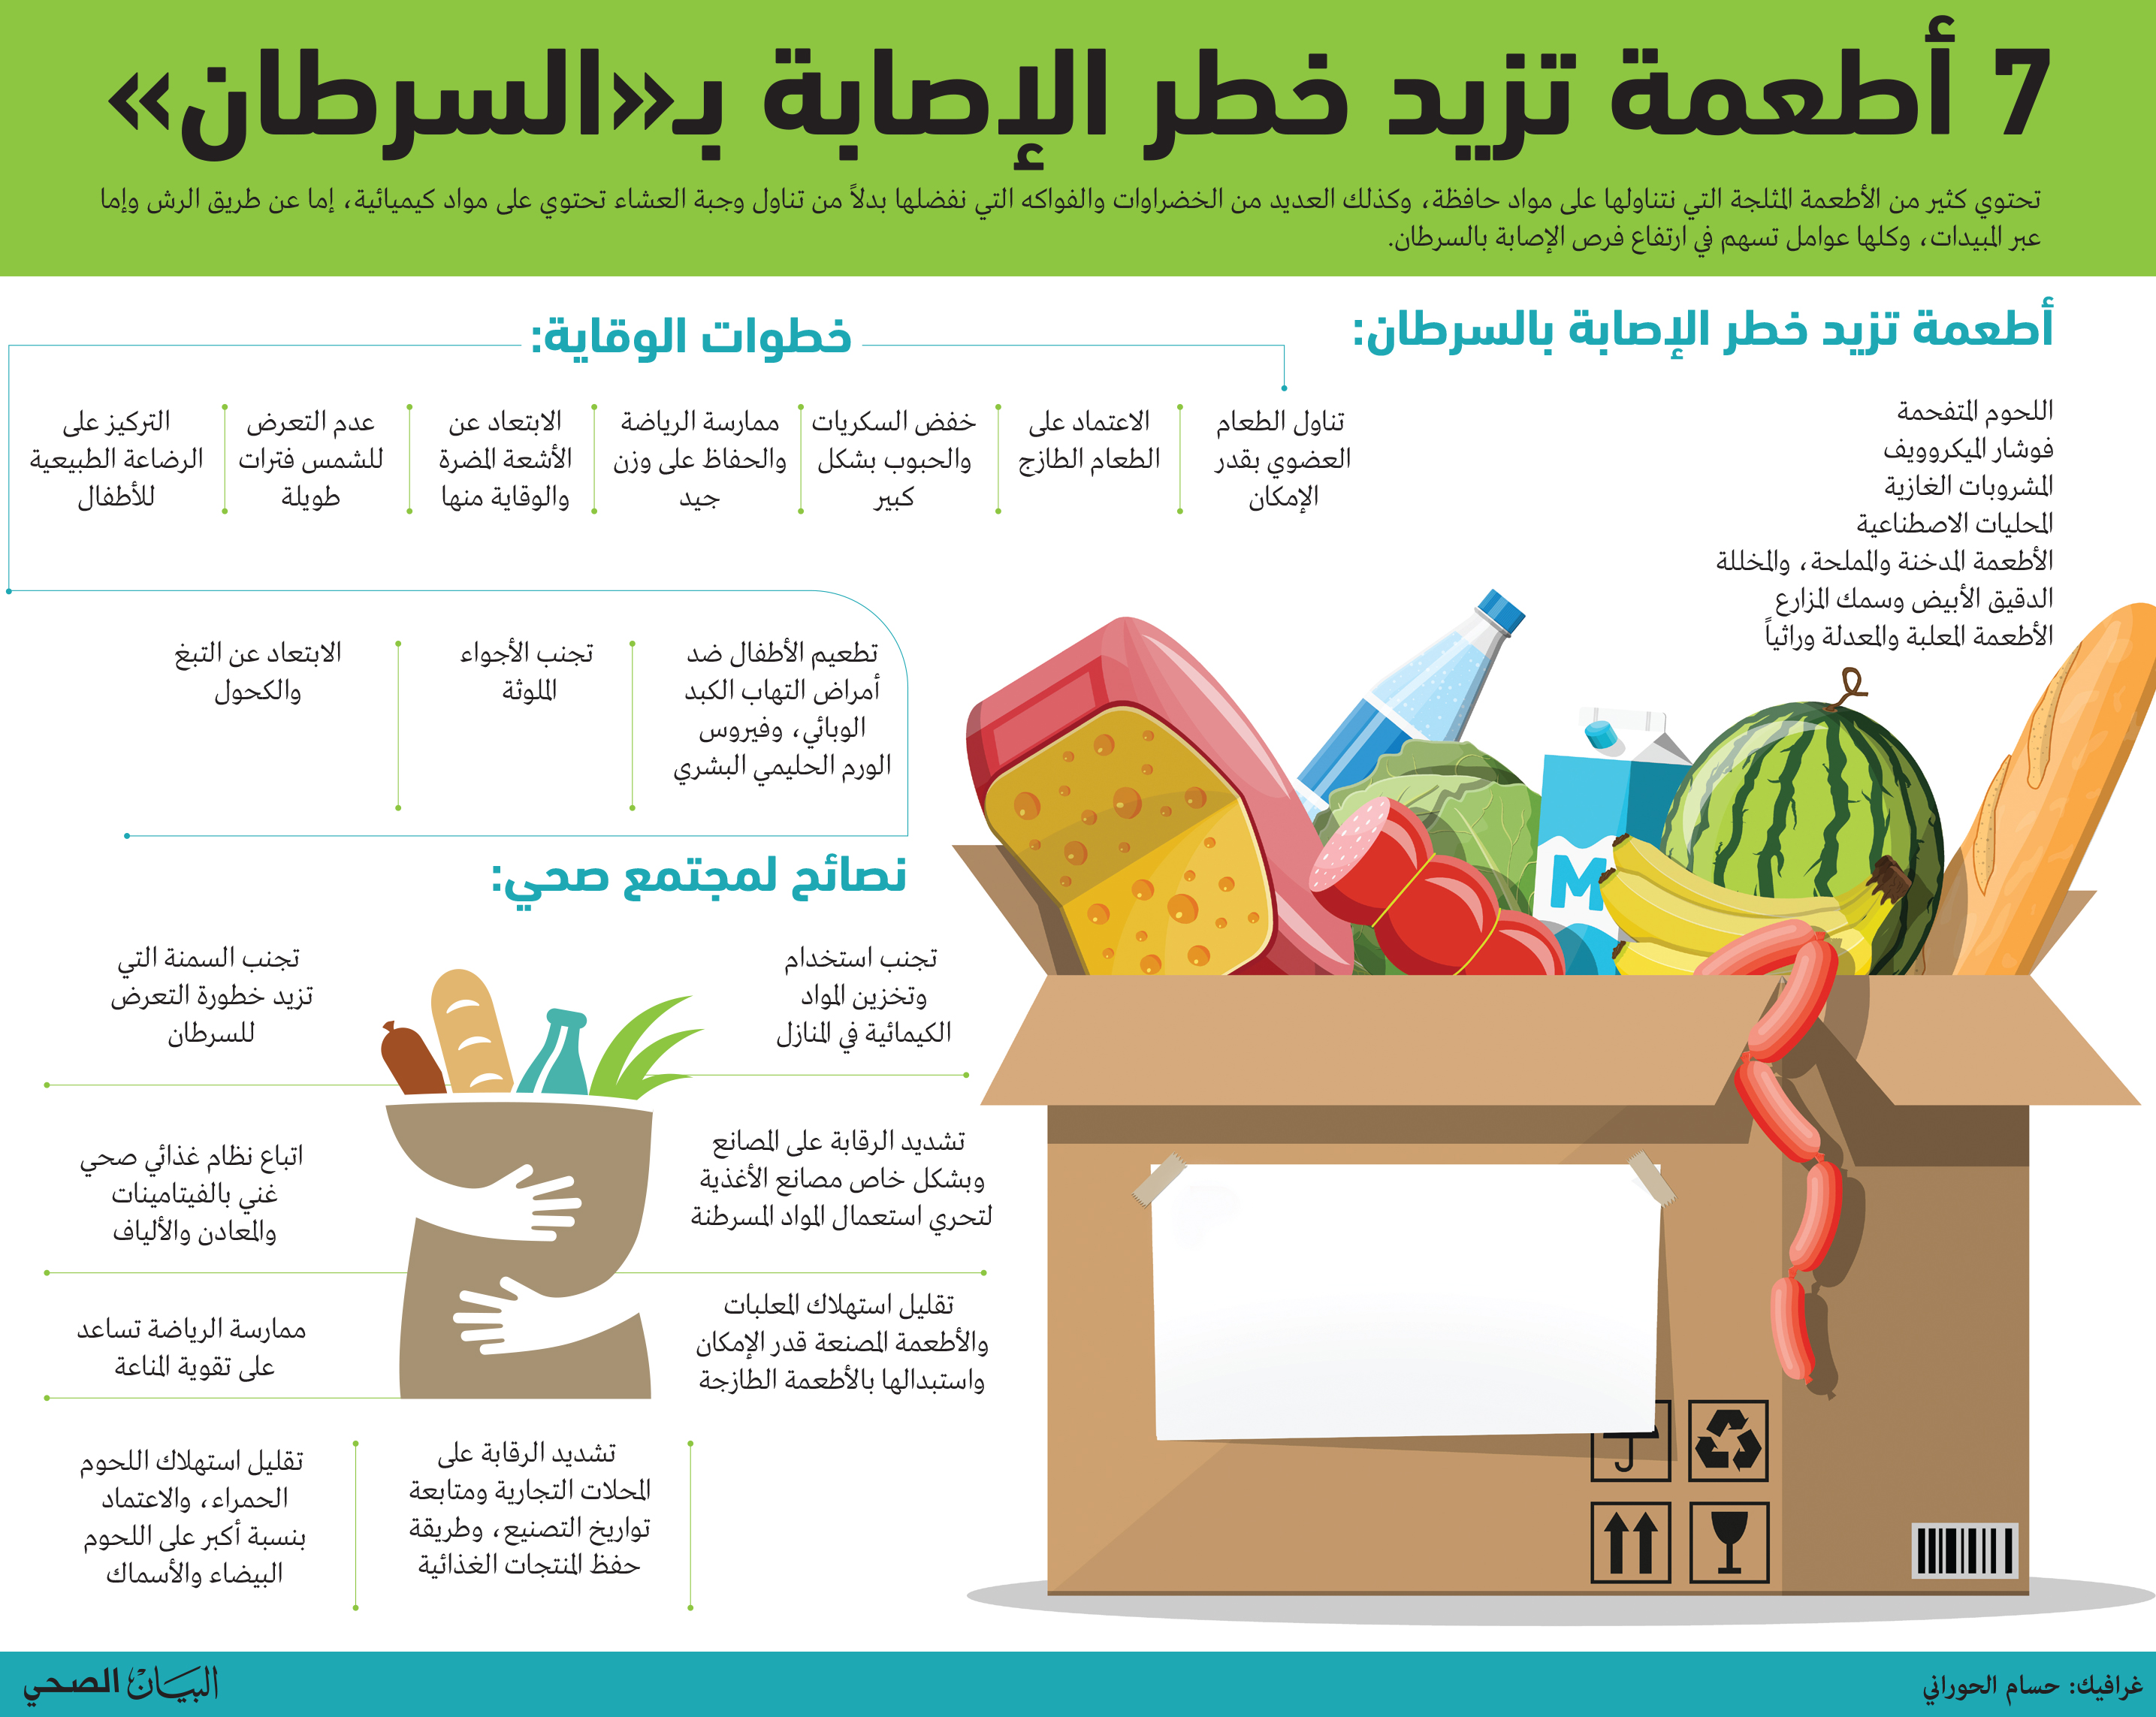 7 أطعمة تزيد خطر الإصابة بـ«السرطان»
تحتوي كثير من الأطعمة المثلجة التي نتناولها على مواد حافظة، وكذلك العديد من الخضراوات والفواكه التي نفضلها بدلاً من تناول وجبة العشاء تحتوي على مواد كيميائية، إما عن طريق الرش وإما
عبر المبيدات، وكلها عوامل تسهم في ارتفاع فرص الإصابة بالسرطان.
أطعمة تزيد خطر الإصابة بالسرطان:
اللحوم المتفحمة
فوشار الميكروويف
المشروبات الغازية
المحليات الاصطناعية
الأطعمة المدخنة والمملحة، والمخللة
الدقيق الأبيض وسمك المزارع
الأطعمة المعلبة والمعدلة وراثياً
خطوات الوقاية:
تناول الطعام
العضوي بقدر
الإمكان
الاعتماد على
الطعام الطازج
خفض السكريات
والحبوب بشكل
كبير
ممارسة الرياضة
والحفاظ على وزن
جيد
الابتعاد عن
الأشعة المضرة
والوقاية منها
عدم التعرض
للشمس فترات
طويلة
التركيز على
الرضاعة الطبيعية
للأطفال
تطعيم الأطفال ضد
أمراض التهاب الكبد
الوبائي، وفيروس
الورم الحليمي البشري
تجنب الأجواء
الملوثة
الابتعاد عن التبغ
والكحول
نصائح لمجتمع صحي:
تجنب استخدام
وتخزين المواد
الكيمائية في المنازل
تجنب السمنة التي
تزيد خطورة التعرض
للسرطان
تشديد الرقابة على المصانع
وبشكل خاص مصانع الأغذية
لتحري استعمال المواد المسرطنة
اتباع نظام غذائي صحي
غني بالفيتامينات
والمعادن والألياف
تقليل استهلاك المعلبات
والأطعمة المصنعة قدر الإمكان
واستبدالها بالأطعمة الطازجة
ممارسة الرياضة تساعد
على تقوية المناعة
تشديد الرقابة على
المحلات التجارية ومتابعة
تواريخ التصنيع، وطريقة
حفظ المنتجات الغذائية
تقليل استهلاك اللحوم
الحمراء، والاعتماد
بنسبة أكبر على اللحوم
البيضاء والأسماك
M
غرافيك: حسام الحوراني
البيان الصحي